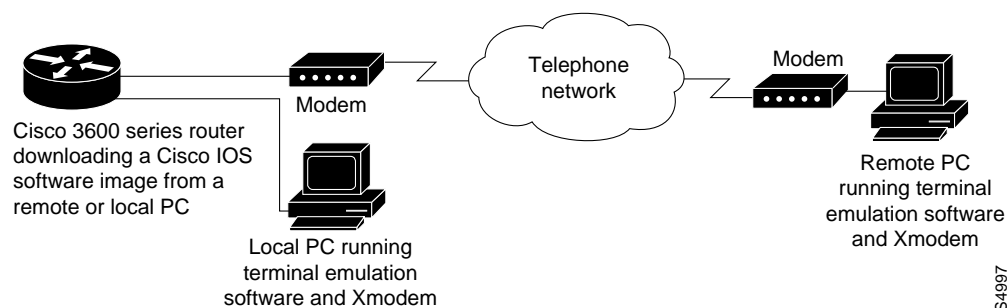 Telephone
network
Modem
Modem
Cisco 3600 series router
downloading a Cisco IOS
software image from a
remote or local PC
Remote PC
running terminal
emulation software
and Xmodem
Local PC running
terminal emulation
software and Xmodem
S4997